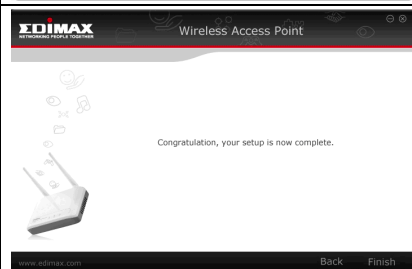 EDIMAX
NETWORKING PEOPLE TOGETHER
Wireless Access Point
Congratulation, your setup is now complete.
www.edimax.com
Back
Finish